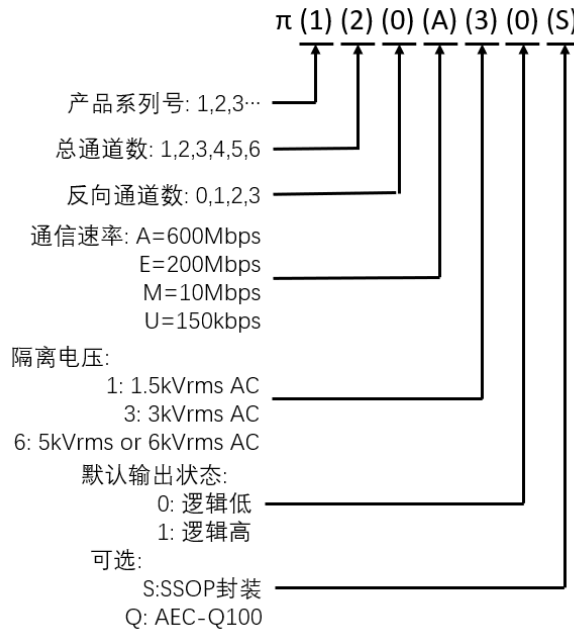 π (1) (2) (0) (A) (3) (0) (S)
产品系列号: 1,2,3…
总通道数: 1,2,3,4,5,6
反向通道数: 0,1,2,3
通信速率: A=600Mbps
E=200Mbps
M=10Mbps
U=150kbps
隔离电压:
1: 1.5kVrms AC
3: 3kVrms AC
6: 5kVrms or 6kVrms AC
默认输出状态:
0: 逻辑低
1: 逻辑高
可选:
S:SSOP封装
Q: AEC-Q100